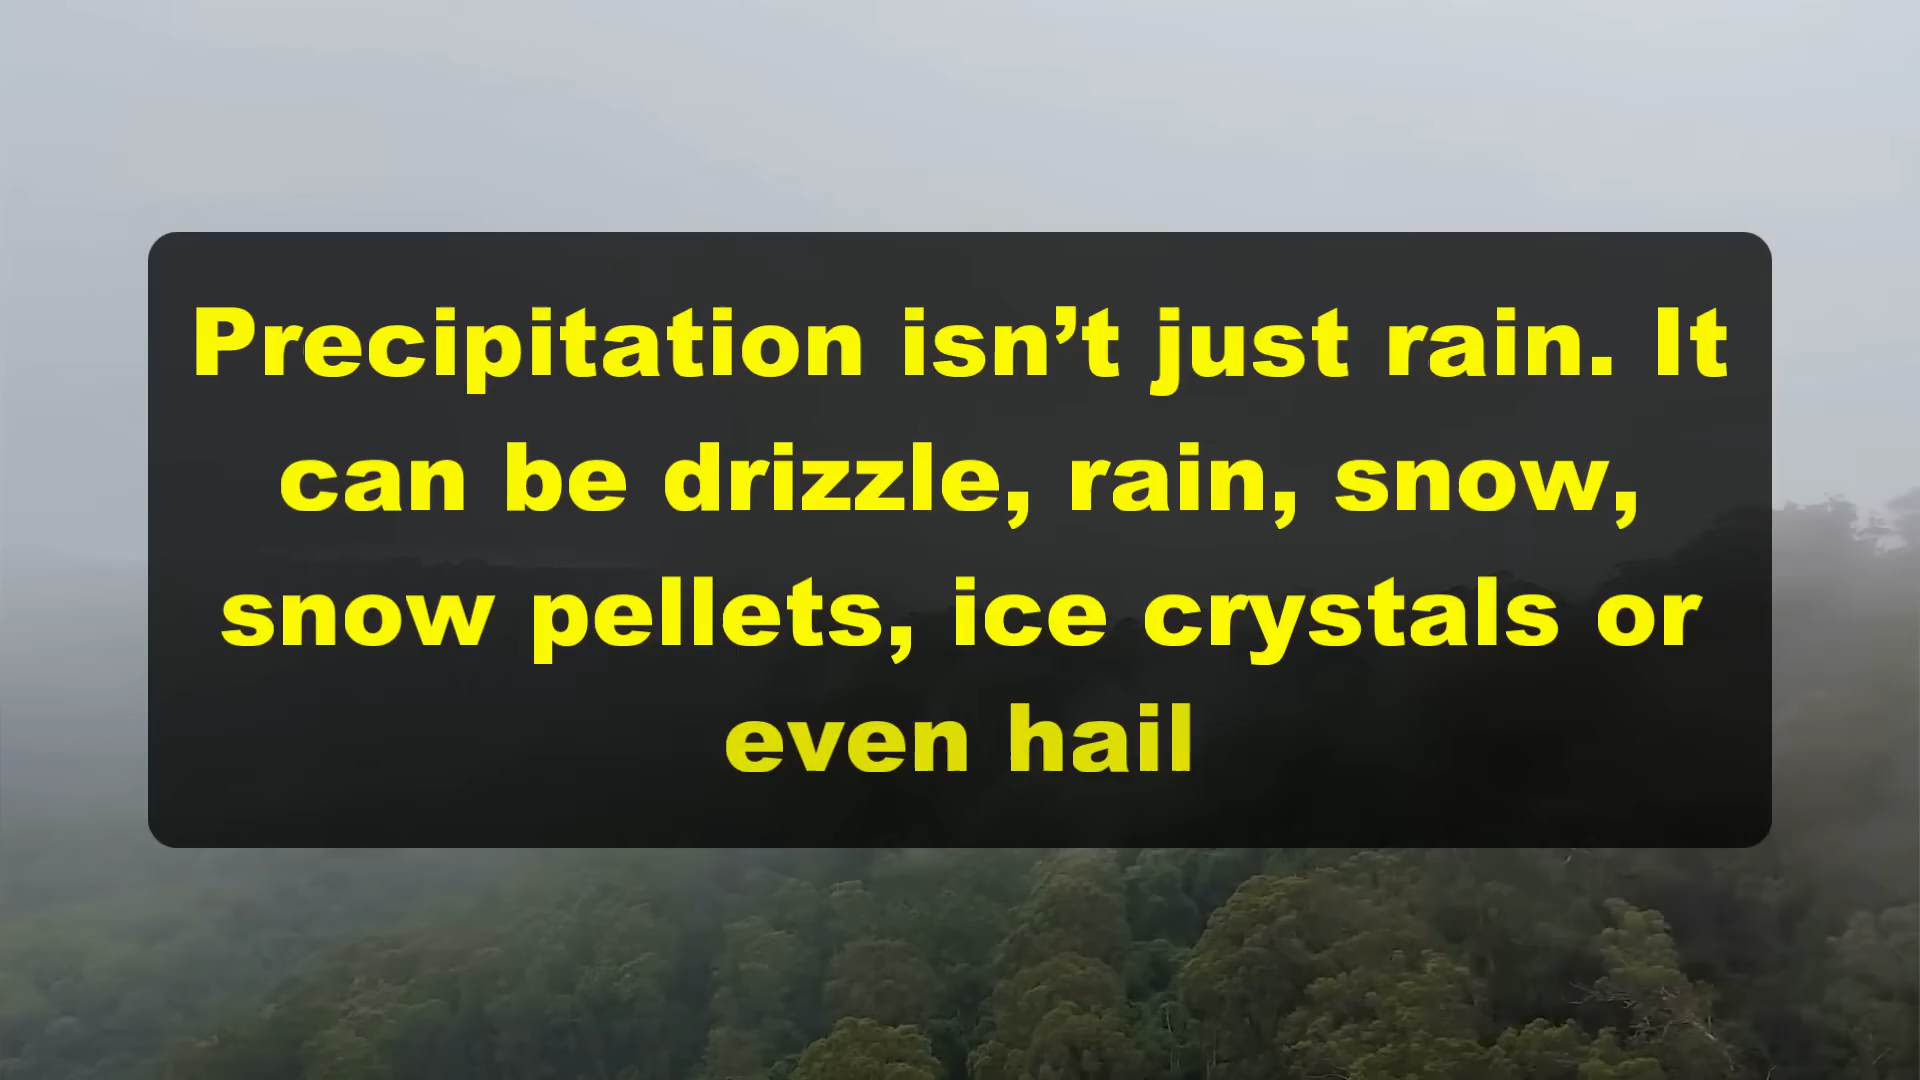 Precipitation isn’t just rain. It
can be drizzle, rain, snow,
snow pellets, ice crystals or
even hail